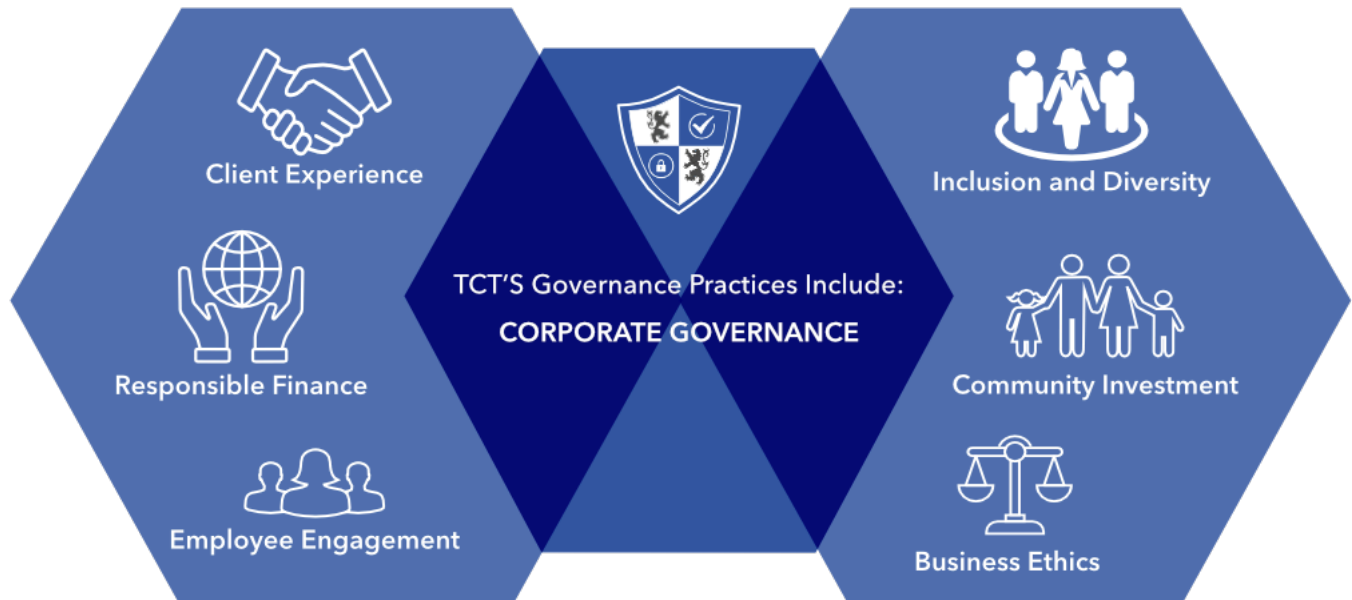 Client Experience
Responsible Finance
Employee Engagement
TCT'S Governance Practices Include:
CORPORATE GOVERNANCE
Inclusion and Diversity
Community Investment
Business Ethics